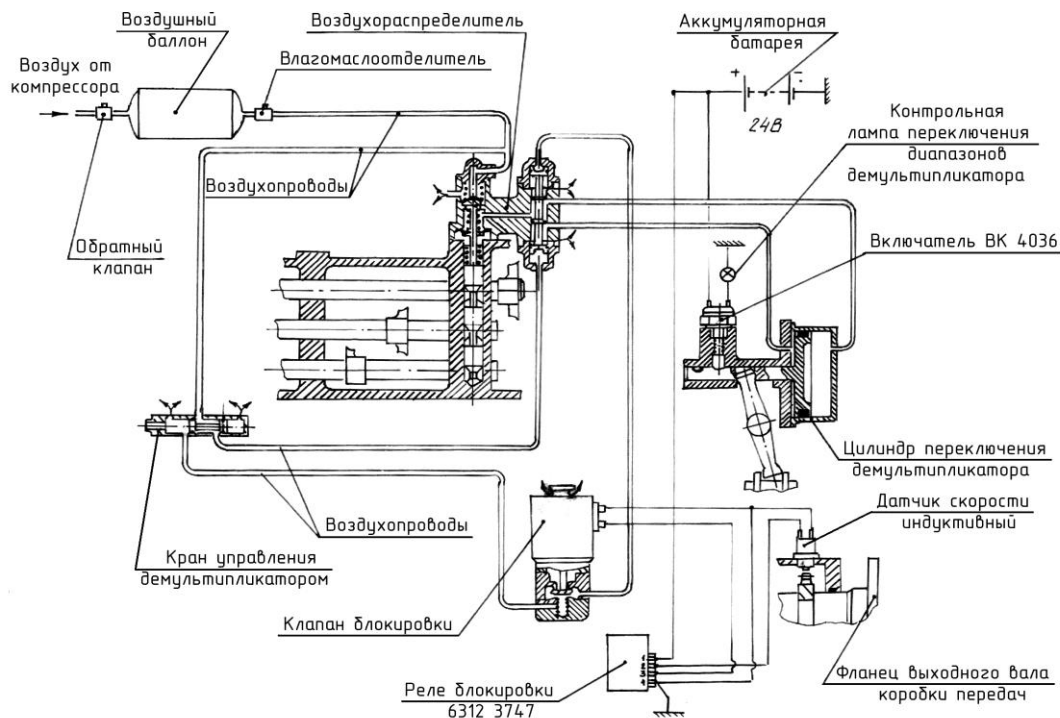 Воздушный
баллон
Воздухораспределитель
Аккумуляторная
батарея
Воздух от
компрессора
Влагомаслоотделитель
+
-
24В
Контрольная
лампа переключения
диапазонов
демультипликатора
Воздухопроводы
Обратный
клапан
Включатель ВК 4036
Цилиндр переключения
демультипликатора
Датчик скорости
индуктивный
Воздухопроводы
Кран управления
демультипликатором
Клапан блокировки
Реле блокировки
6312 3747
Фланец выходного вала
коробки передач